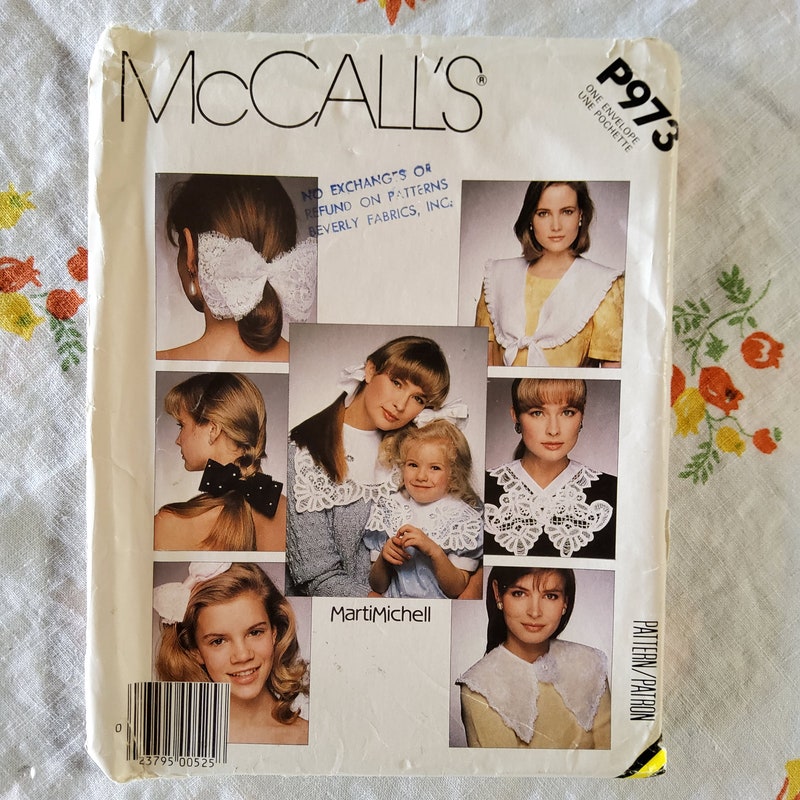 McCALL'S®
P973
ONE ENVELOPE
UNE POCHETTE
NO EXCHANGES OR
REFUND ON PATTERNS
BEVERLY FABRICS, INC.
MartiMichell
PATTERN/PATRON
0
23795 00525